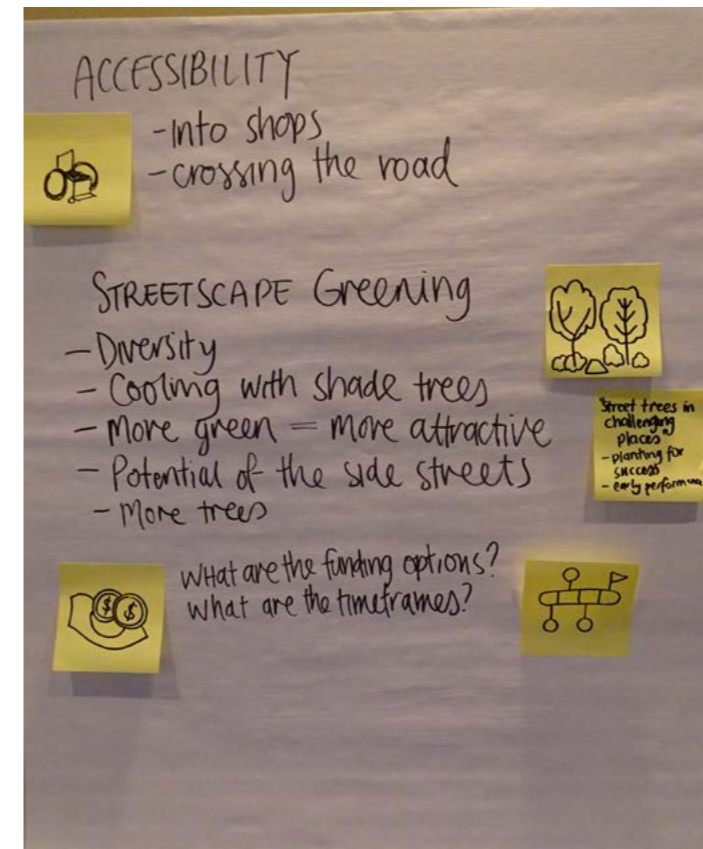 ACCESSIBILITY
- Into shops
- crossing the road
STREETSCAPE Greening
- Diversity
- Cooling with shade trees
- More green = more attractive
- Potential of the side streets
- More trees
Street trees in
challenging
places
- planting for
success
- early
What are the funding options?
What are the timeframes?
$ $